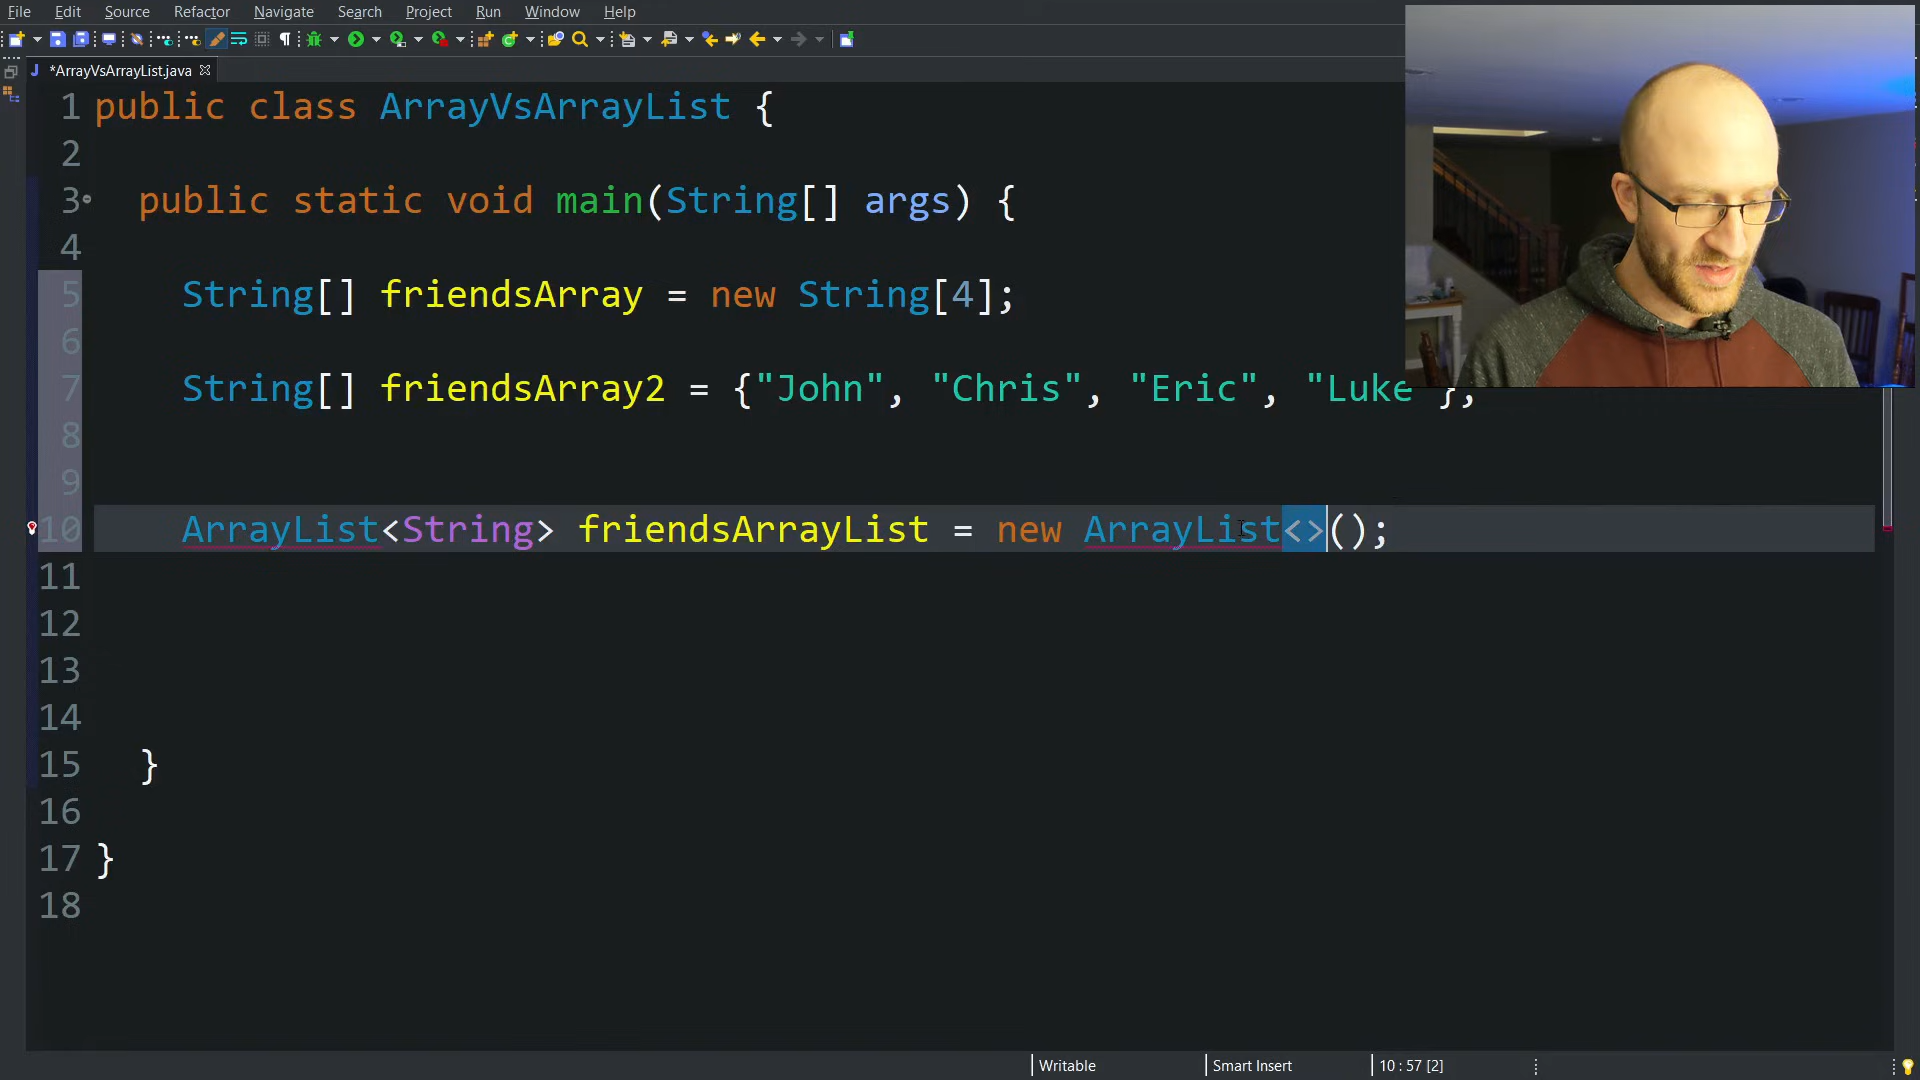 File Edit Source Refactor Navigate Search Project Run Window Help
*ArrayVsArrayList.java
1 public class ArrayVsArrayList {
2
3 public static void main(String[] args) {
4
5 String[] friendsArray = new String[4];
6
7 String[] friendsArray2 = {"John", "Chris", "Eric", "Luke"};
8
9
10 ArrayList<String> friendsArrayList = new ArrayList<>();
11
12
13
14
15 }
16
17 }
18
Writable Smart Insert 10 : 57 [2]